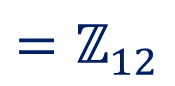 = ℤ₁₂